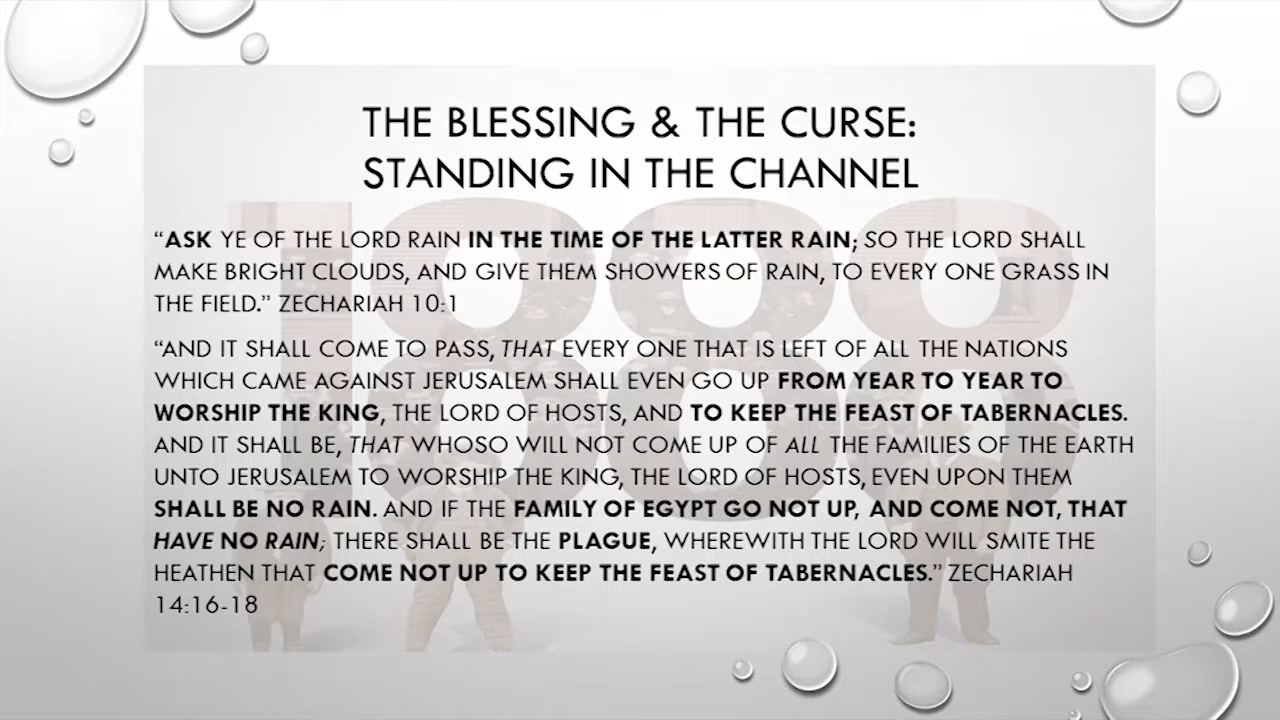 THE BLESSING & THE CURSE:
STANDING IN THE CHANNEL
“ASK YE OF THE LORD RAIN IN THE TIME OF THE LATTER RAIN; SO THE LORD SHALL
MAKE BRIGHT CLOUDS, AND GIVE THEM SHOWERS OF RAIN, TO EVERY ONE GRASS IN
THE FIELD.” ZECHARIAH 10:1
“AND IT SHALL COME TO PASS, THAT EVERY ONE THAT IS LEFT OF ALL THE NATIONS
WHICH CAME AGAINST JERUSALEM SHALL EVEN GO UP FROM YEAR TO YEAR TO
WORSHIP THE KING, THE LORD OF HOSTS, AND TO KEEP THE FEAST OF TABERNACLES.
AND IT SHALL BE, THAT WHOSO WILL NOT COME UP OF ALL THE FAMILIES OF THE EARTH
UNTO JERUSALEM TO WORSHIP THE KING, THE LORD OF HOSTS, EVEN UPON THEM
SHALL BE NO RAIN. AND IF THE FAMILY OF EGYPT GO NOT UP, AND COME NOT, THAT
HAVE NO RAIN; THERE SHALL BE THE PLAGUE, WHEREWITH THE LORD WILL SMITE THE
HEATHEN THAT COME NOT UP TO KEEP THE FEAST OF TABERNACLES.” ZECHARIAH
14:16-18
1888